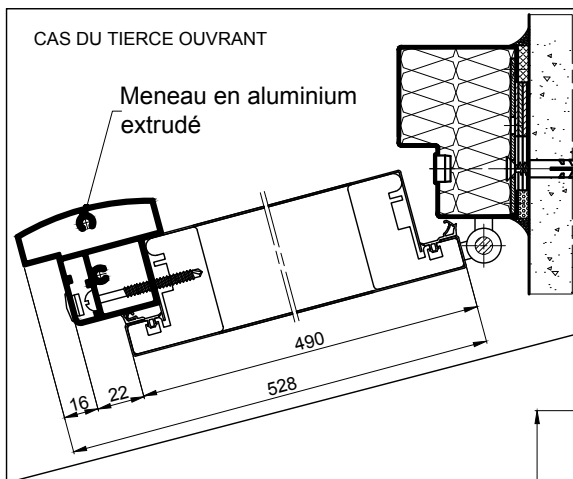 CAS DU TIERCE OUVRANT
Meneau en aluminium
extrudé
490
528
16
22